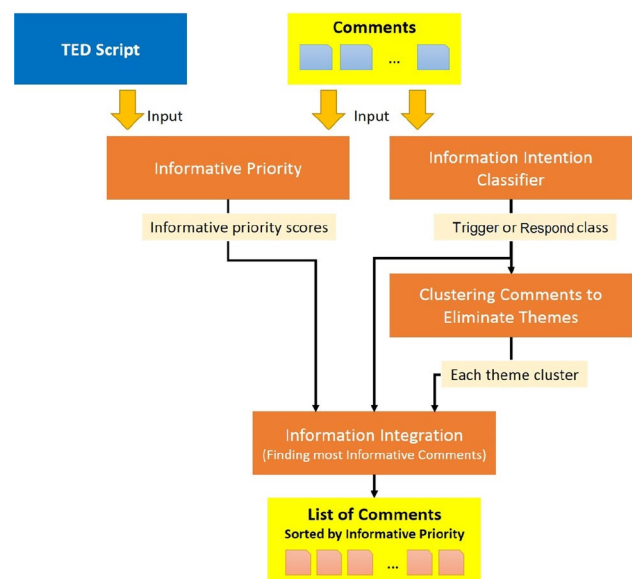 TED Script
Comments
...
Input
Input
Informative Priority
Information Intention
Classifier
Informative priority scores
Trigger or Respond class
Clustering Comments to
Eliminate Themes
Each theme cluster
Information Integration
(Finding most Informative Comments)
List of Comments
Sorted by Informative Priority
...